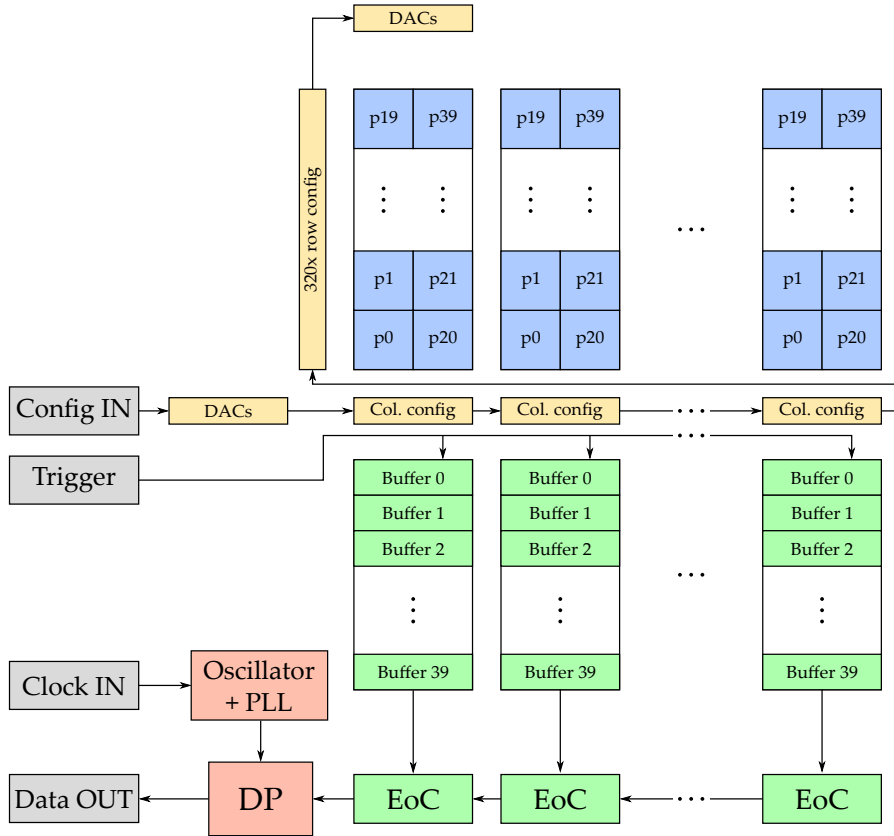 DACs
p19 p39 p19 p39 p19 p39
320x row config
p1 p21 p1 p21 p1 p21
p0 p20 p0 p20 p0 p20
Config IN
DACs
Col. config
Col. config
Col. config
Trigger
Buffer 0 Buffer 0 Buffer 0
Buffer 1 Buffer 1 Buffer 1
Buffer 2 Buffer 2 Buffer 2
Buffer 39 Buffer 39 Buffer 39
Clock IN
Oscillator
+ PLL
Data OUT
DP
EoC
EoC
EoC